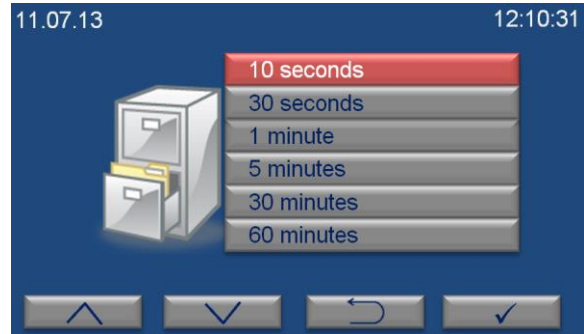 11.07.13 12:10:31
10 seconds
30 seconds
1 minute
5 minutes
30 minutes
60 minutes